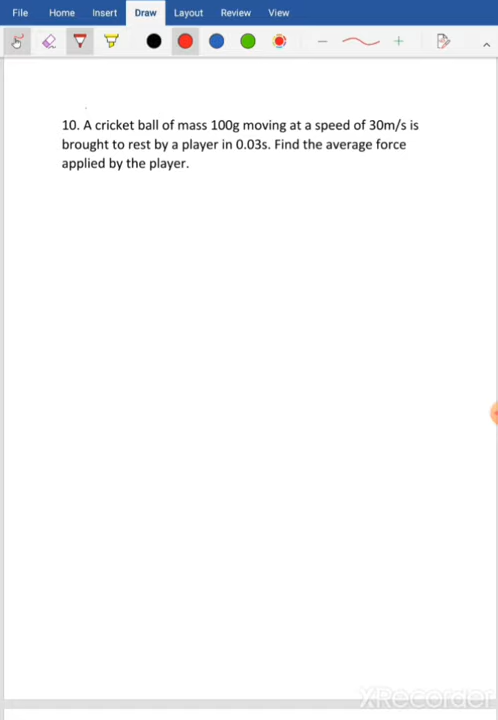 File Home Insert Draw Layout Review View
10. A cricket ball of mass 100g moving at a speed of 30m/s is
brought to rest by a player in 0.03s. Find the average force
applied by the player.
XRecorder